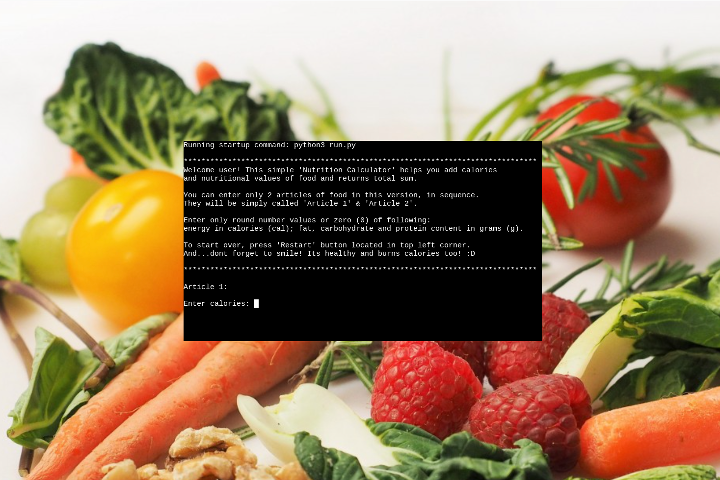 Running startup command: python3 run.py
*******************************************************************************
Welcome user! This simple 'Nutrition Calculator' helps you add calories
and nutritional values of food and returns total sum.
You can enter only 2 articles of food in this version, in sequence.
They will be simply called 'Article 1' & 'Article 2'.
Enter only round number values or zero (0) of following:
energy in calories (cal); fat, carbohydrate and protein content in grams (g).
To start over, press 'Restart' button located in top left corner.
And...dont forget to smile! Its healthy and burns calories too! :D
*******************************************************************************
Article 1:
Enter calories: